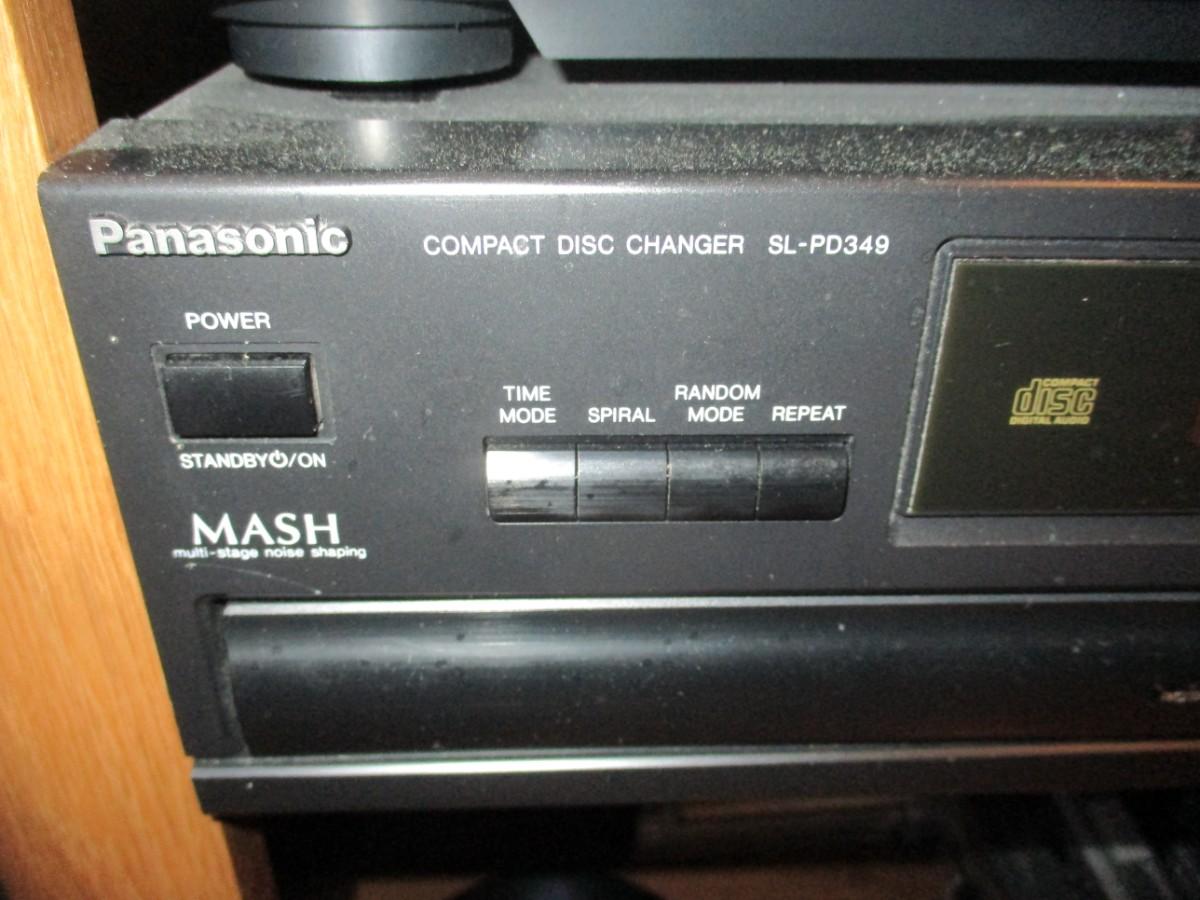 Panasonic
COMPACT DISC CHANGER SL-PD349
POWER
STANDBY⏻/ON
MASH
multi-stage noise shaping
TIME MODE
SPIRAL
RANDOM MODE
REPEAT
COMPACT
disc
DIGITAL AUDIO